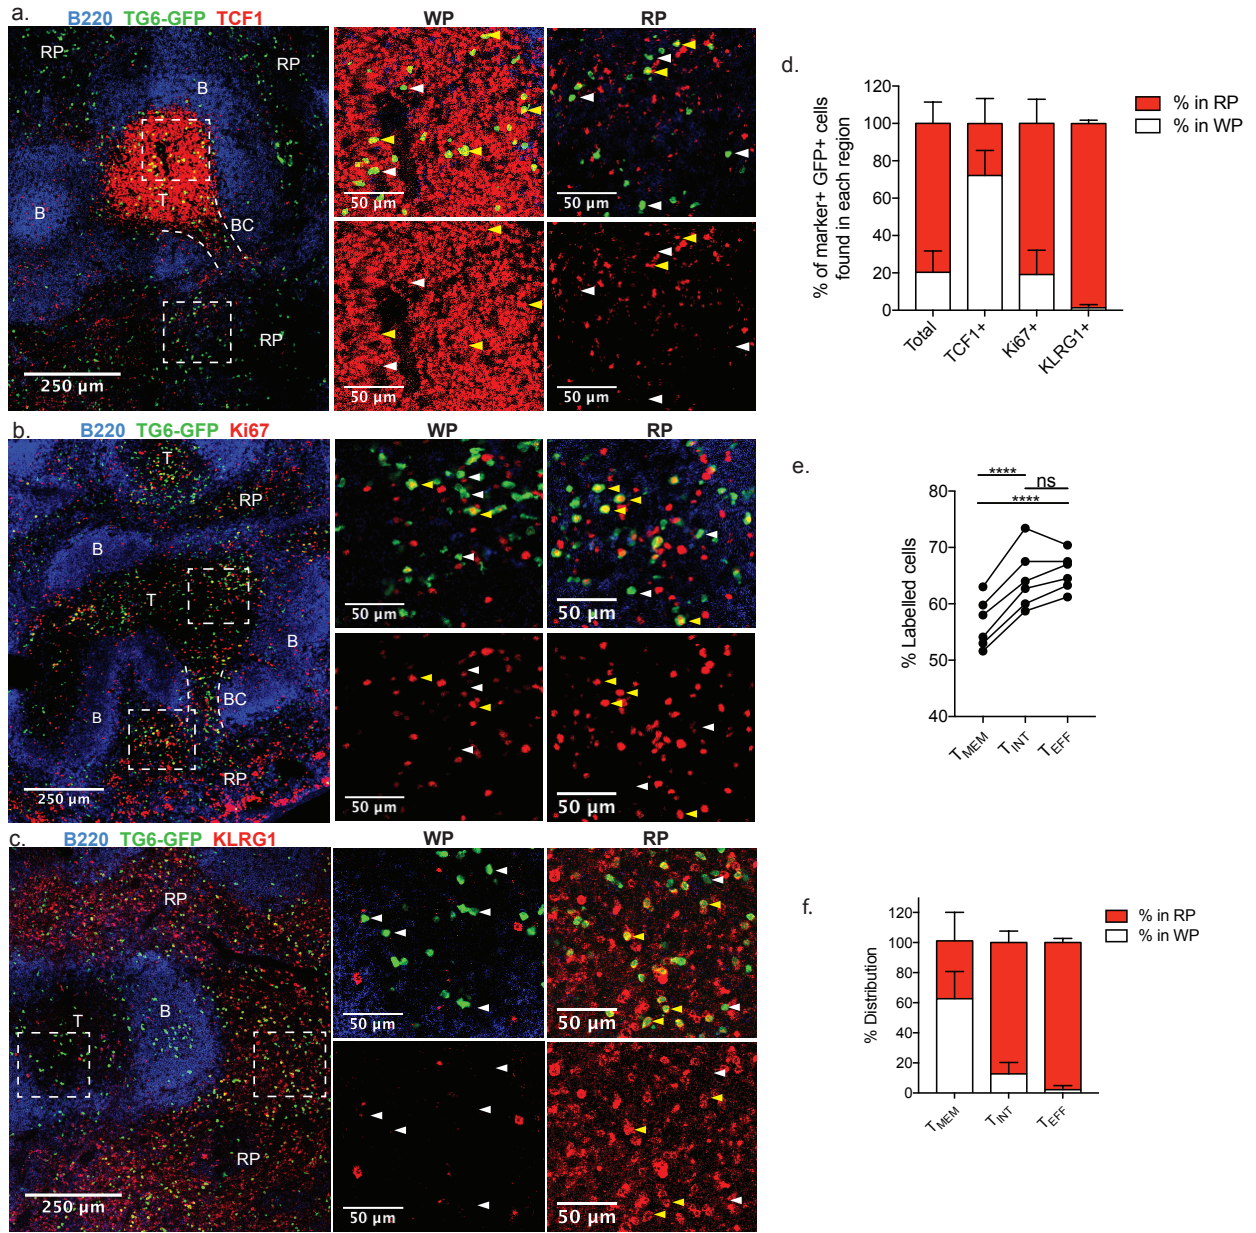 a.
B220 TG6-GFP TCF1
WP
RP
RP
RP
B
T
B
BC
RP
250 µm
50 µm
50 µm
50 µm
50 µm
b.
B220 TG6-GFP Ki67
WP
RP
T
RP
B
T
B
BC
B
RP
250 µm
50 µm
50 µm
50 µm
50 µm
c.
B220 TG6-GFP KLRG1
WP
RP
RP
T
B
RP
250 µm
50 µm
50 µm
50 µm
50 µm
d.
% of marker+ GFP+ cells
found in each region
120
100
80
60
40
20
0
Total
TCF1+
Ki67+
KLRG1+
% in RP
% in WP
e.
****
ns
****
% Labelled cells
80
70
60
50
40
TMEM
TINT
TEFF
f.
% Distribution
120
100
80
60
40
20
0
TMEM
TINT
TEFF
% in RP
% in WP